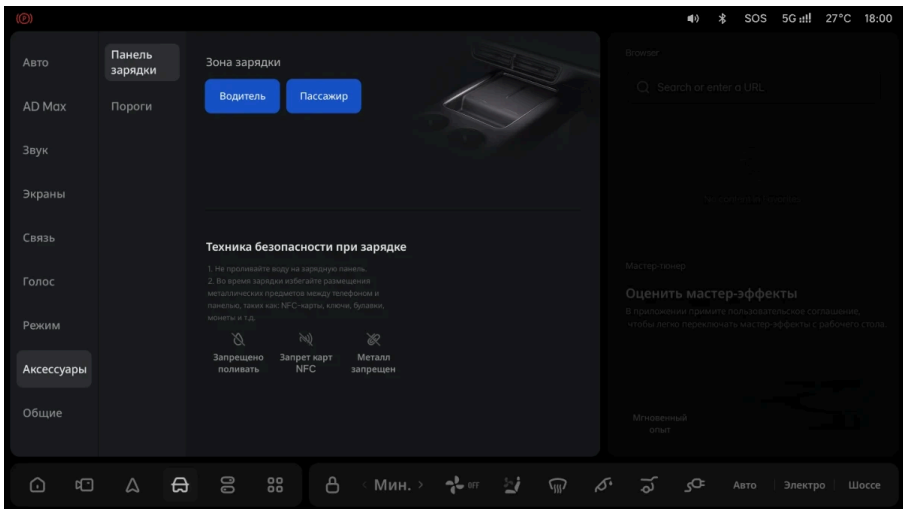 (P)
SOS 5G 27°C 18:00
Авто
AD Max
Звук
Экраны
Связь
Голос
Режим
Аксессуары
Общие
Панель
зарядки
Пороги
Зона зарядки
Водитель Пассажир
Техника безопасности при зарядке
1. Не проливайте воду на зарядную панель.
2. Во время зарядки избегайте размещения
металлических предметов между телефоном и
панелью, таких как: NFC-карты, ключи, булавки,
монеты и т.д.
Запрещено
поливать
Запрет карт
NFC
Металл
запрещен
Browser
Search or enter a URL
Мастер-тюнер
Оценить мастер-эффекты
В приложении примите пользовательское соглашение,
чтобы легко переключать мастер-эффекты с рабочего стола.
Мгновенный
опыт
< Мин. > OFF Авто Электро Шоссе